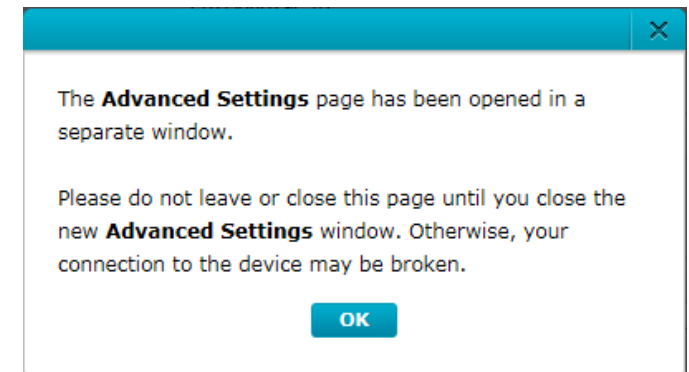 The Advanced Settings page has been opened in a
separate window.
Please do not leave or close this page until you close the
new Advanced Settings window. Otherwise, your
connection to the device may be broken.
OK